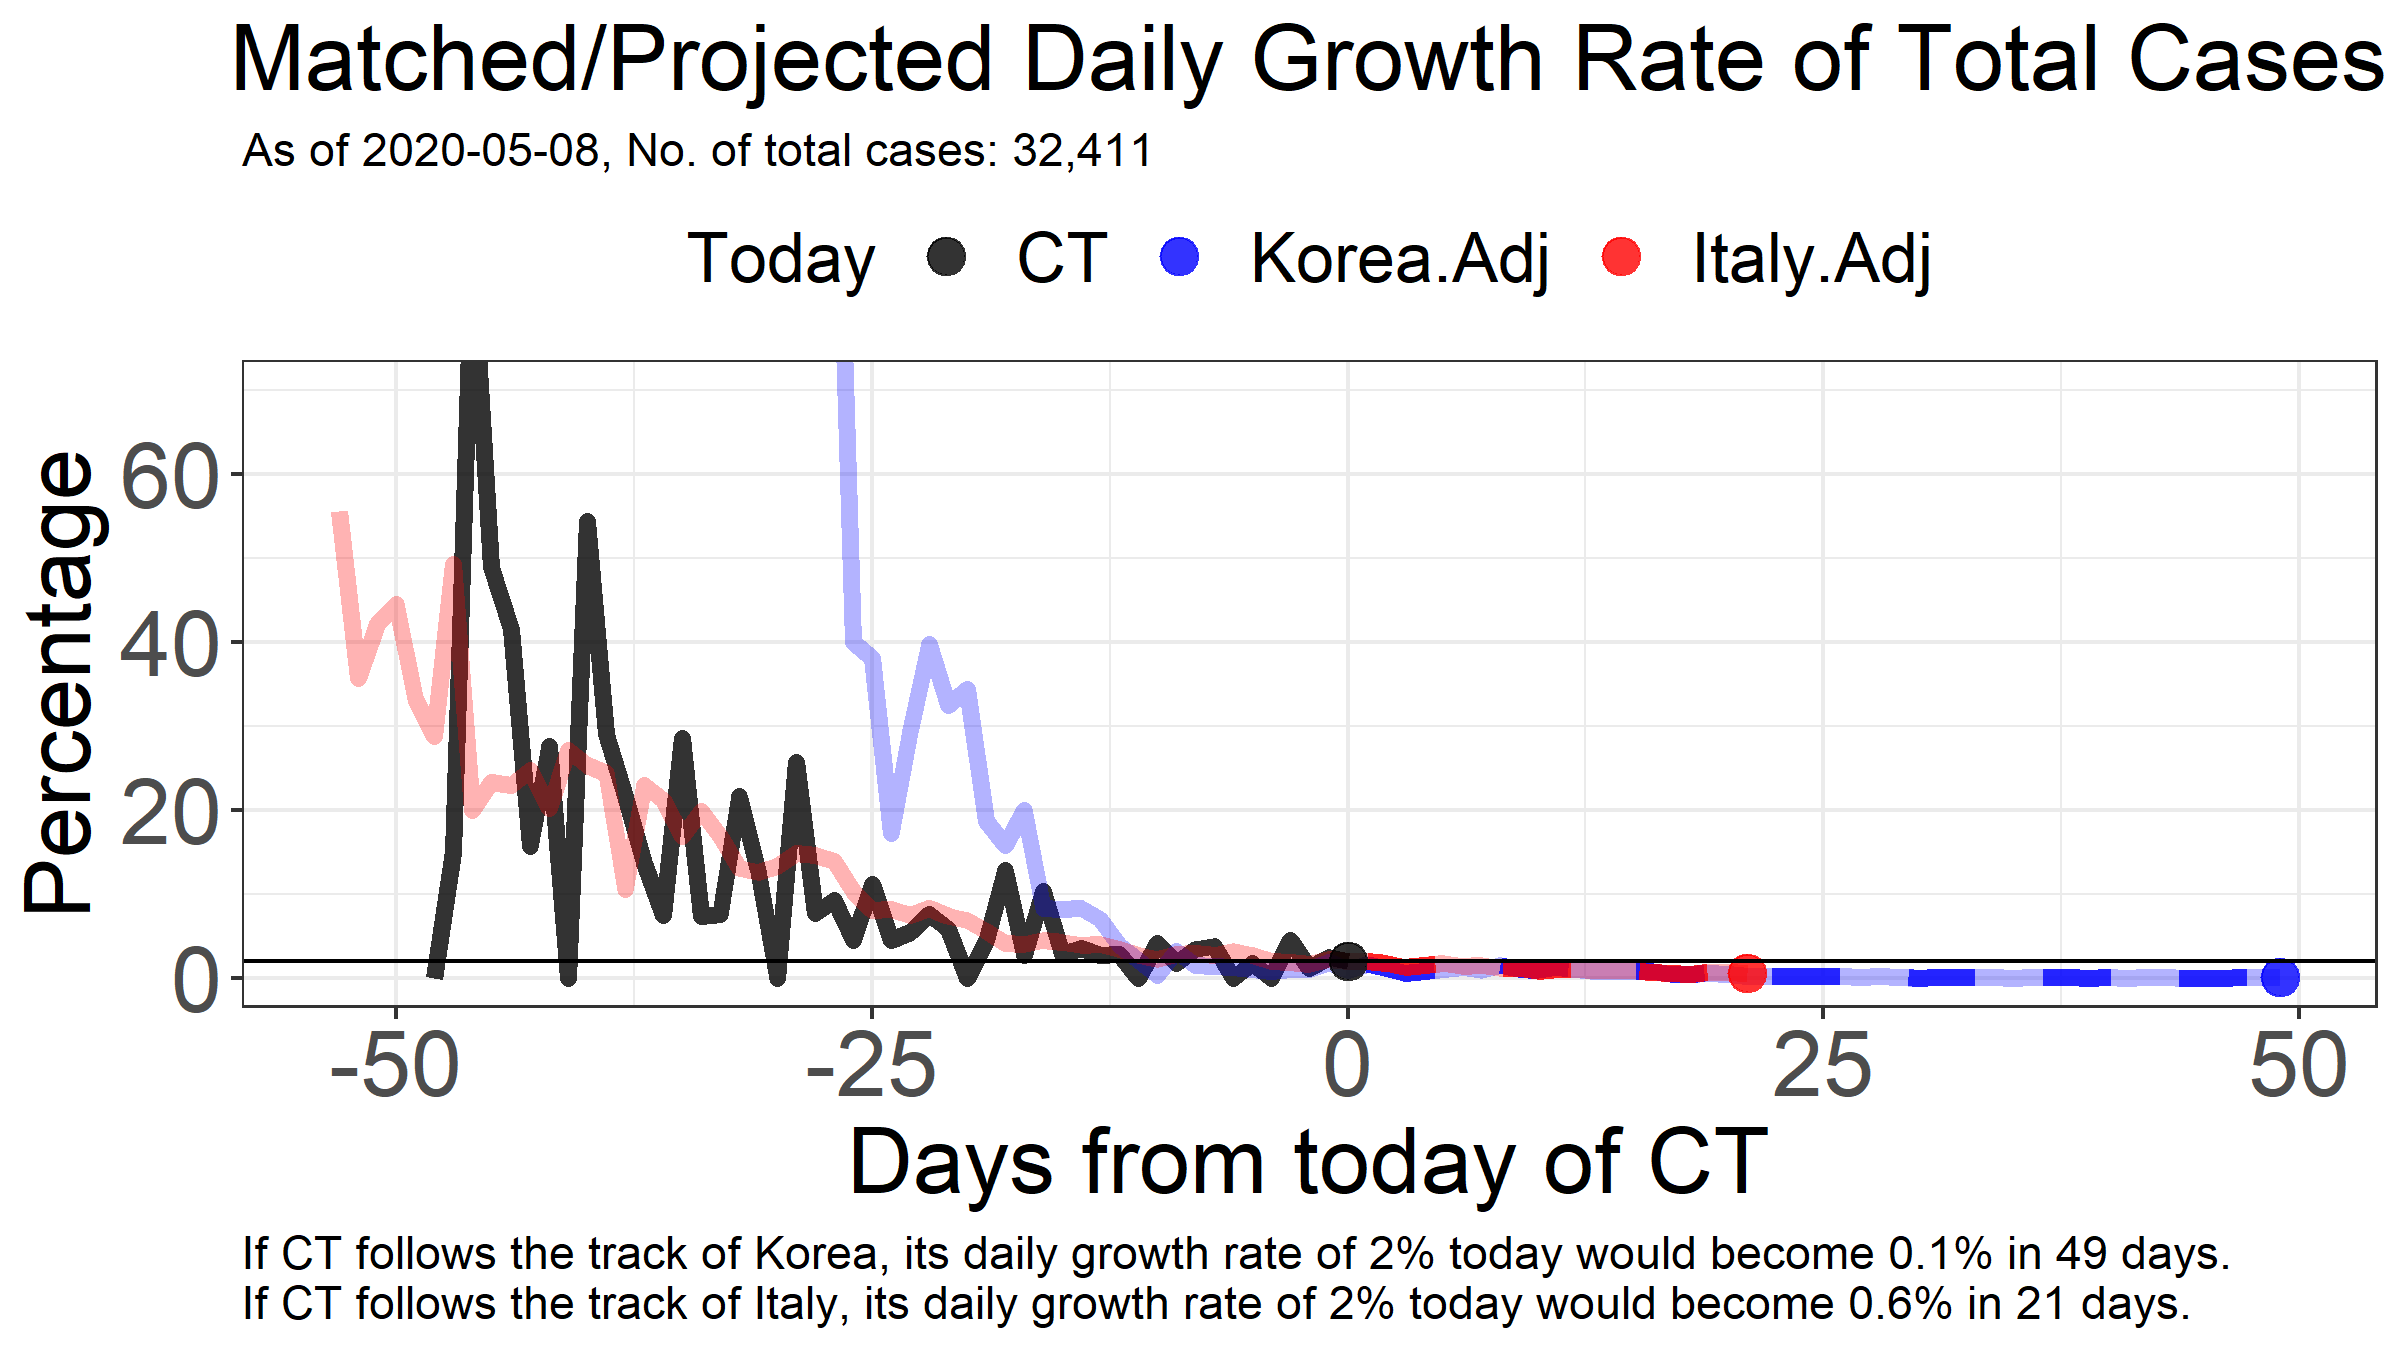 Matched/Projected Daily Growth Rate of Total Cases
As of 2020-05-08, No. of total cases: 32,411
Today CT Korea.Adj Italy.Adj
Percentage
60
40
20
0
-50 -25 0 25 50
Days from today of CT
If CT follows the track of Korea, its daily growth rate of 2% today would become 0.1% in 49 days.
If CT follows the track of Italy, its daily growth rate of 2% today would become 0.6% in 21 days.